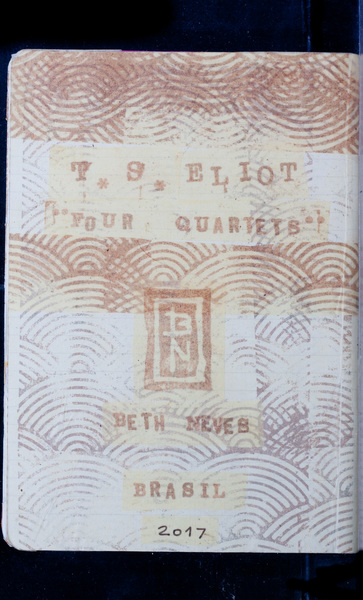 T.S. ELIOT
"FOUR QUARTETS"
BN
BETH NEVES
BRASIL
2017